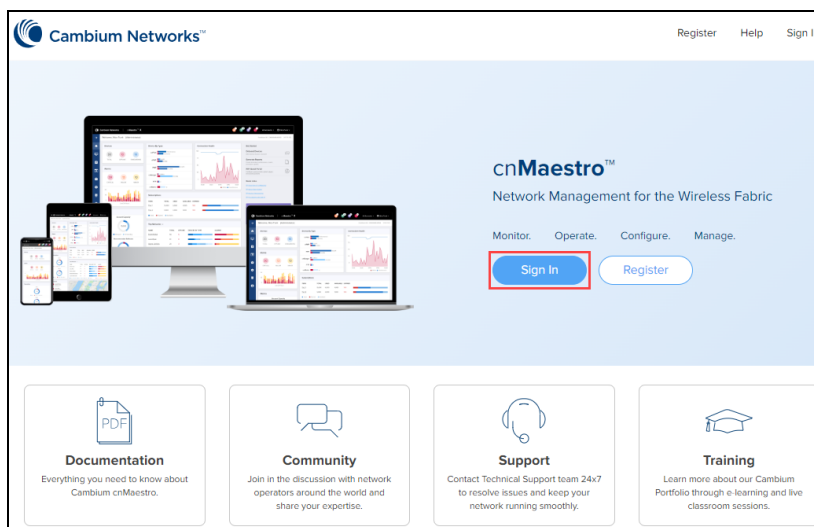 Cambium Networks™
Register Help Sign I
cnMaestro™
Network Management for the Wireless Fabric
Monitor. Operate. Configure. Manage.
Sign In Register
PDF
Documentation
Everything you need to know about
Cambium cnMaestro.
Community
Join in the discussion with network
operators around the world and
share your expertise.
Support
Contact Technical Support team 24x7
to resolve issues and keep your
network running smoothly.
Training
Learn more about our Cambium
Portfolio through e-learning and live
classroom sessions.